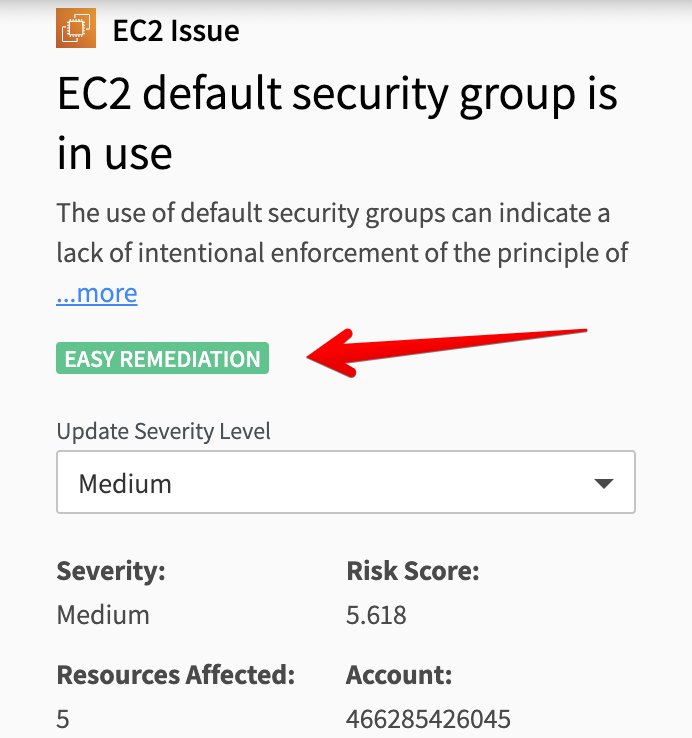 EC2 Issue
EC2 default security group is
in use
The use of default security groups can indicate a
lack of intentional enforcement of the principle of
...more
EASY REMEDIATION
Update Severity Level
Medium
Severity:
Risk Score:
Medium
5.618
Resources Affected:
Account:
5
466285426045